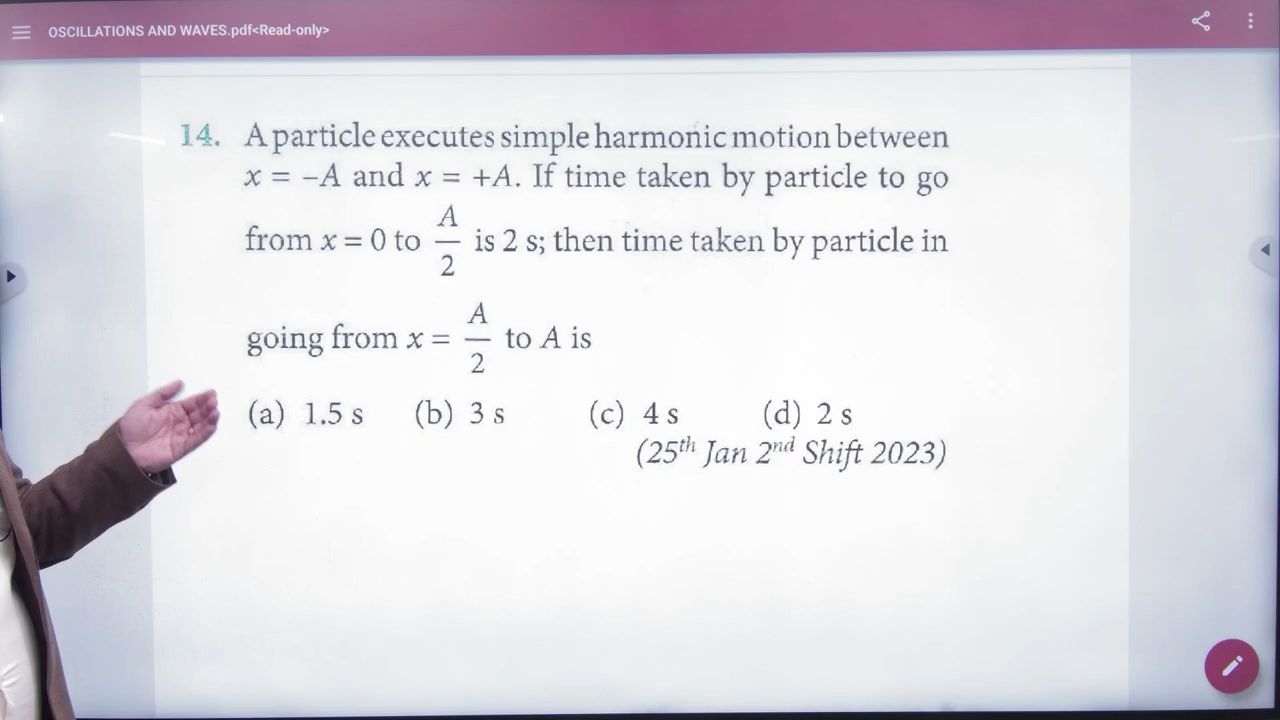 OSCILLATIONS AND WAVES.pdf<Read-only>
14. A particle executes simple harmonic motion between
x = –A and x = +A. If time taken by particle to go
from x = 0 to A/2 is 2 s; then time taken by particle in
going from x = A/2 to A is
(a) 1.5 s (b) 3 s (c) 4 s (d) 2 s
(25th Jan 2nd Shift 2023)